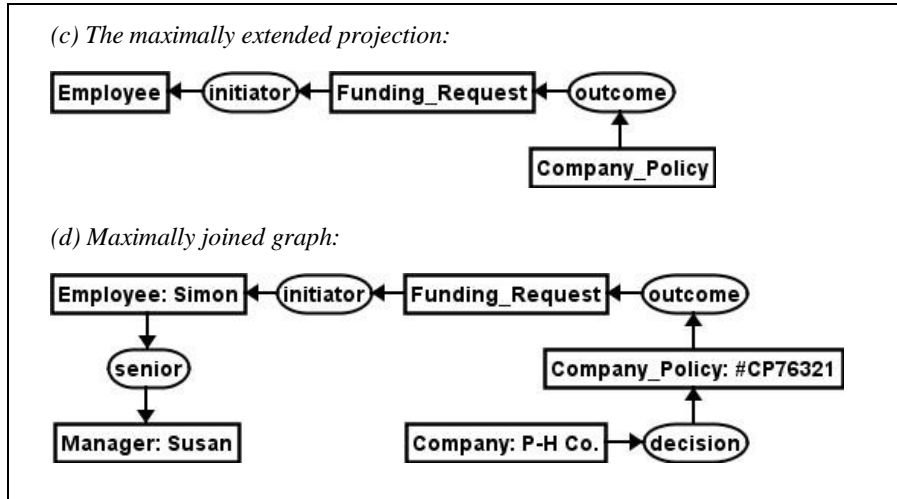 (c) The maximally extended projection:
Employee initiator Funding_Request outcome
Company_Policy
(d) Maximally joined graph:
Employee: Simon initiator Funding_Request outcome
senior Company_Policy: #CP76321
Manager: Susan Company: P-H Co. decision